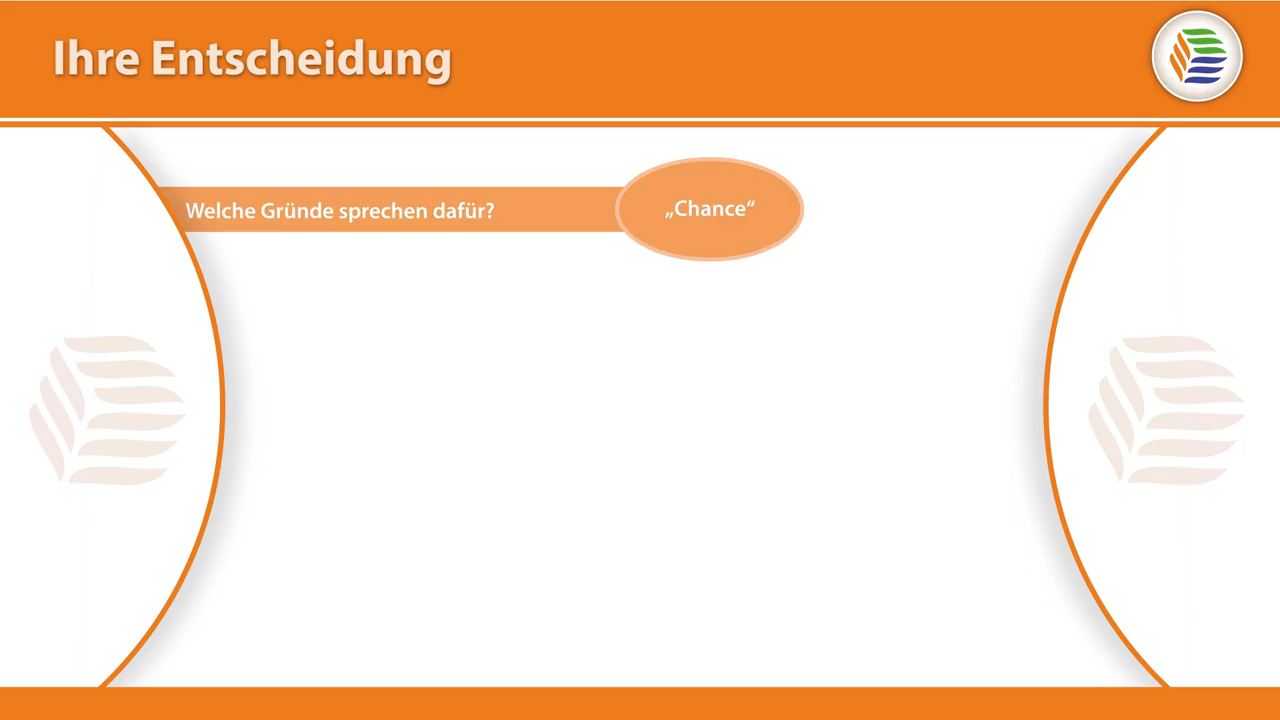 Ihre Entscheidung
Welche Gründe sprechen dafür?
„Chance“